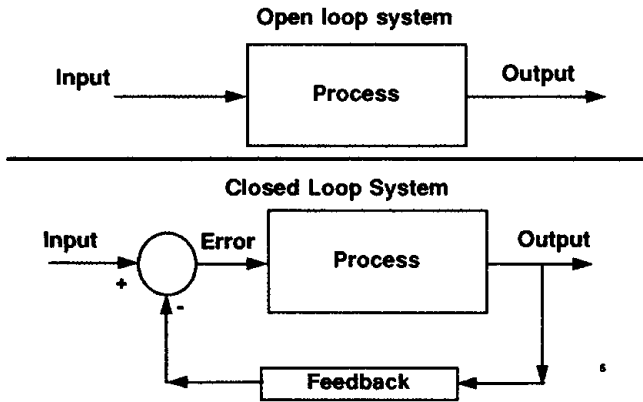 Open loop system
Input
Process
Output
Closed Loop System
Input
Error
Process
Output
+
-
Feedback